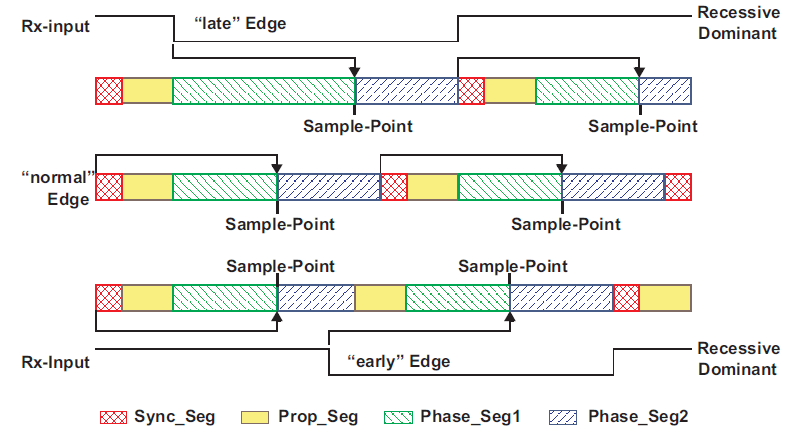 Rx-input
“late” Edge
Recessive
Dominant
Sample-Point
Sample-Point
“normal”
Edge
Sample-Point
Sample-Point
Sample-Point
Sample-Point
Rx-Input
“early” Edge
Recessive
Dominant
Sync_Seg
Prop_Seg
Phase_Seg1
Phase_Seg2